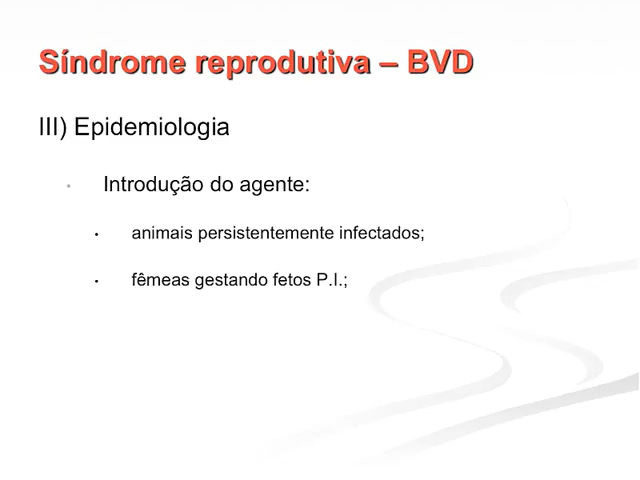 Síndrome reprodutiva – BVD
III) Epidemiologia
• Introdução do agente:
• animais persistentemente infectados;
• fêmeas gestando fetos P.I.;